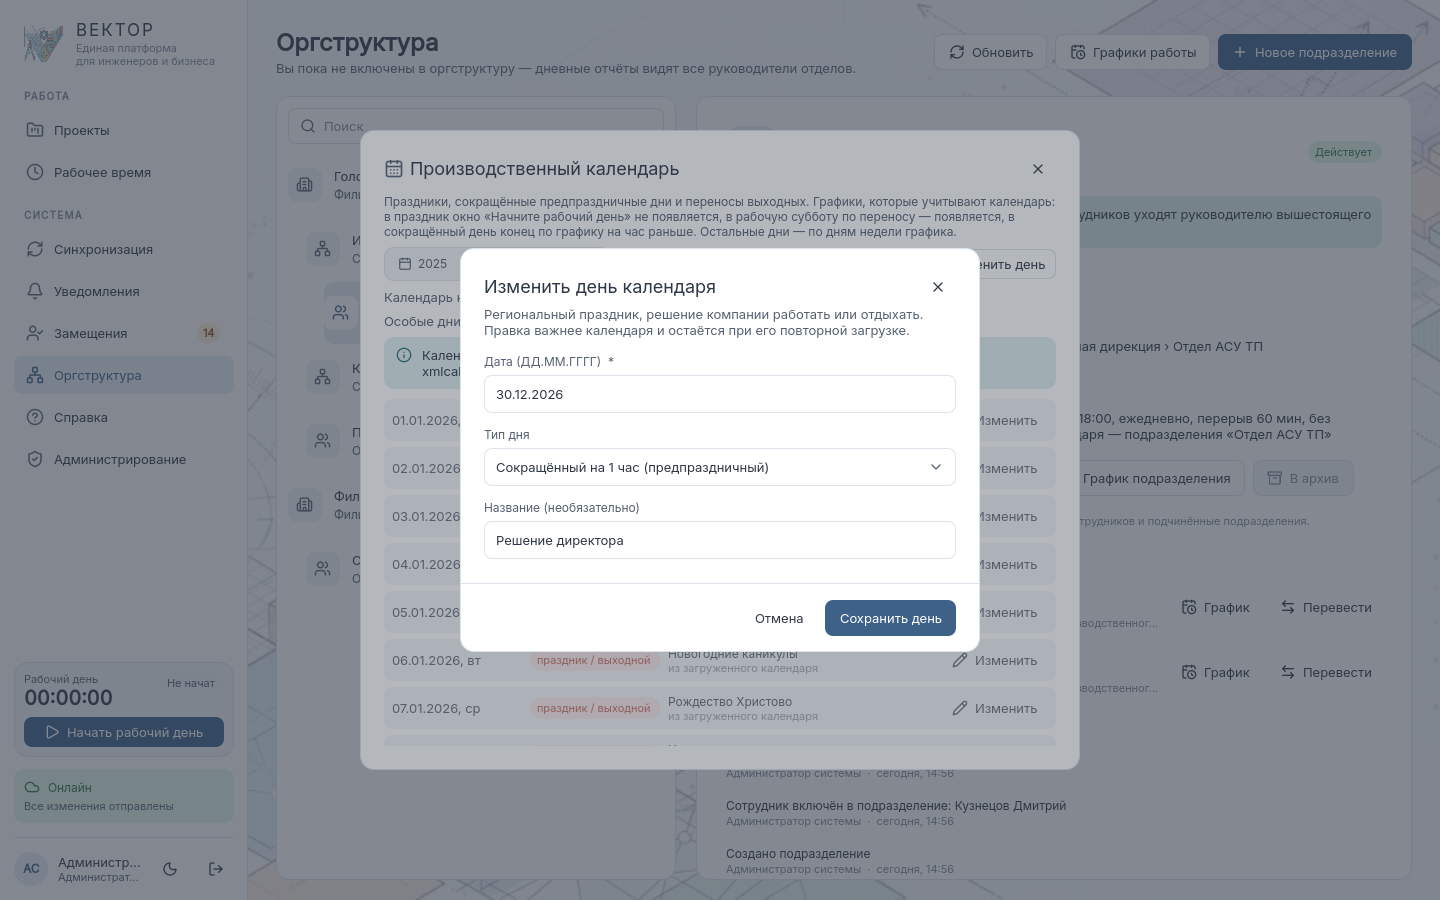 ВЕКТОР
Единая платформа
для инженеров и бизнеса
РАБОТА
Проекты
Рабочее время
СИСТЕМА
Синхронизация
Уведомления
Замещения 14
Оргструктура
Справка
Администрирование
Рабочий день Не начат
00:00:00
Начать рабочий день
Онлайн
Все изменения отправлены
АС Администр...
Администрат...
Оргструктура
Вы пока не включены в оргструктуру — дневные отчёты видят все руководители отделов.
Обновить Графики работы Новое подразделение
Поиск
Действует
удников уходят руководителю вышестоящего
ая дирекция › Отдел АСУ ТП
18:00, ежедневно, перерыв 60 мин, без
даря — подразделения «Отдел АСУ ТП»
График подразделения В архив
трудников и подчинённые подразделения.
График Перевести
График Перевести
Администратор системы · сегодня, 14:56
Сотрудник включён в подразделение: Кузнецов Дмитрий
Администратор системы · сегодня, 14:56
Создано подразделение
Администратор системы · сегодня, 14:56
Производственный календарь
Праздники, сокращённые предпраздничные дни и переносы выходных. Графики, которые учитывают календарь:
в праздник окно «Начните рабочий день» не появляется, в рабочую субботу по переносу — появляется, в
сокращённый день конец по графику на час раньше. Остальные дни — по дням недели графика.
2025 енить день
Календарь
Особые дни
Кален
xmlcal
01.01.2026, Изменить
02.01.2026 Изменить
03.01.2026 Изменить
04.01.2026 Изменить
05.01.2026 Изменить
06.01.2026, вт праздник / выходной Новогодние каникулы
из загруженного календаря Изменить
07.01.2026, ср праздник / выходной Рождество Христово
из загруженного календаря Изменить
Изменить день календаря
Региональный праздник, решение компании работать или отдыхать.
Правка важнее календаря и остаётся при его повторной загрузке.
Дата (ДД.ММ.ГГГГ) *
30.12.2026
Тип дня
Сокращённый на 1 час (предпраздничный)
Название (необязательно)
Решение директора
Отмена Сохранить день